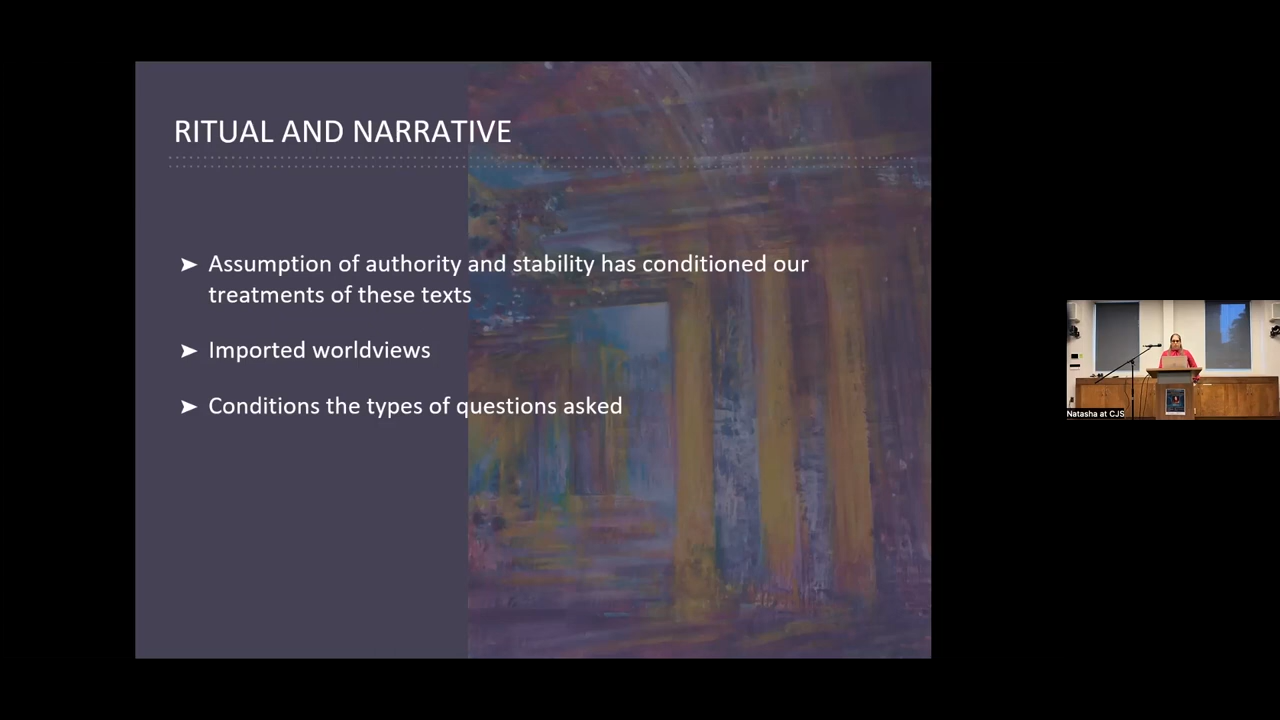 RITUAL AND NARRATIVE
➤ Assumption of authority and stability has conditioned our
treatments of these texts
➤ Imported worldviews
➤ Conditions the types of questions asked
Natasha at CJS